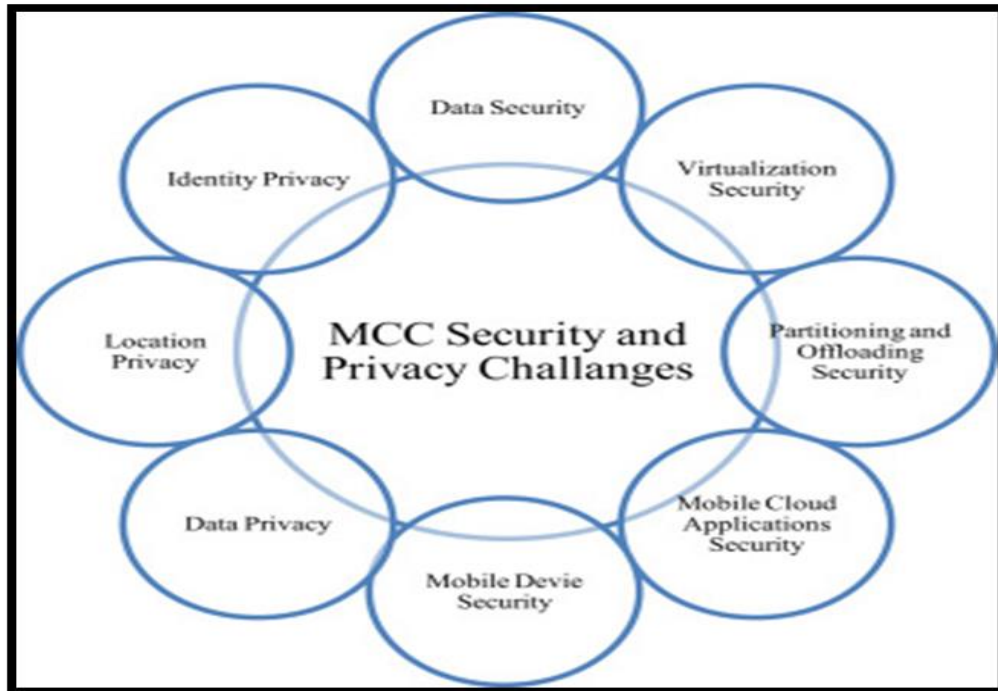 Data Security
Virtualization
Security
Partitioning and
Offloading
Security
Mobile Cloud
Applications
Security
Mobile Devie
Security
Data Privacy
Location
Privacy
Identity Privacy
MCC Security and
Privacy Challanges